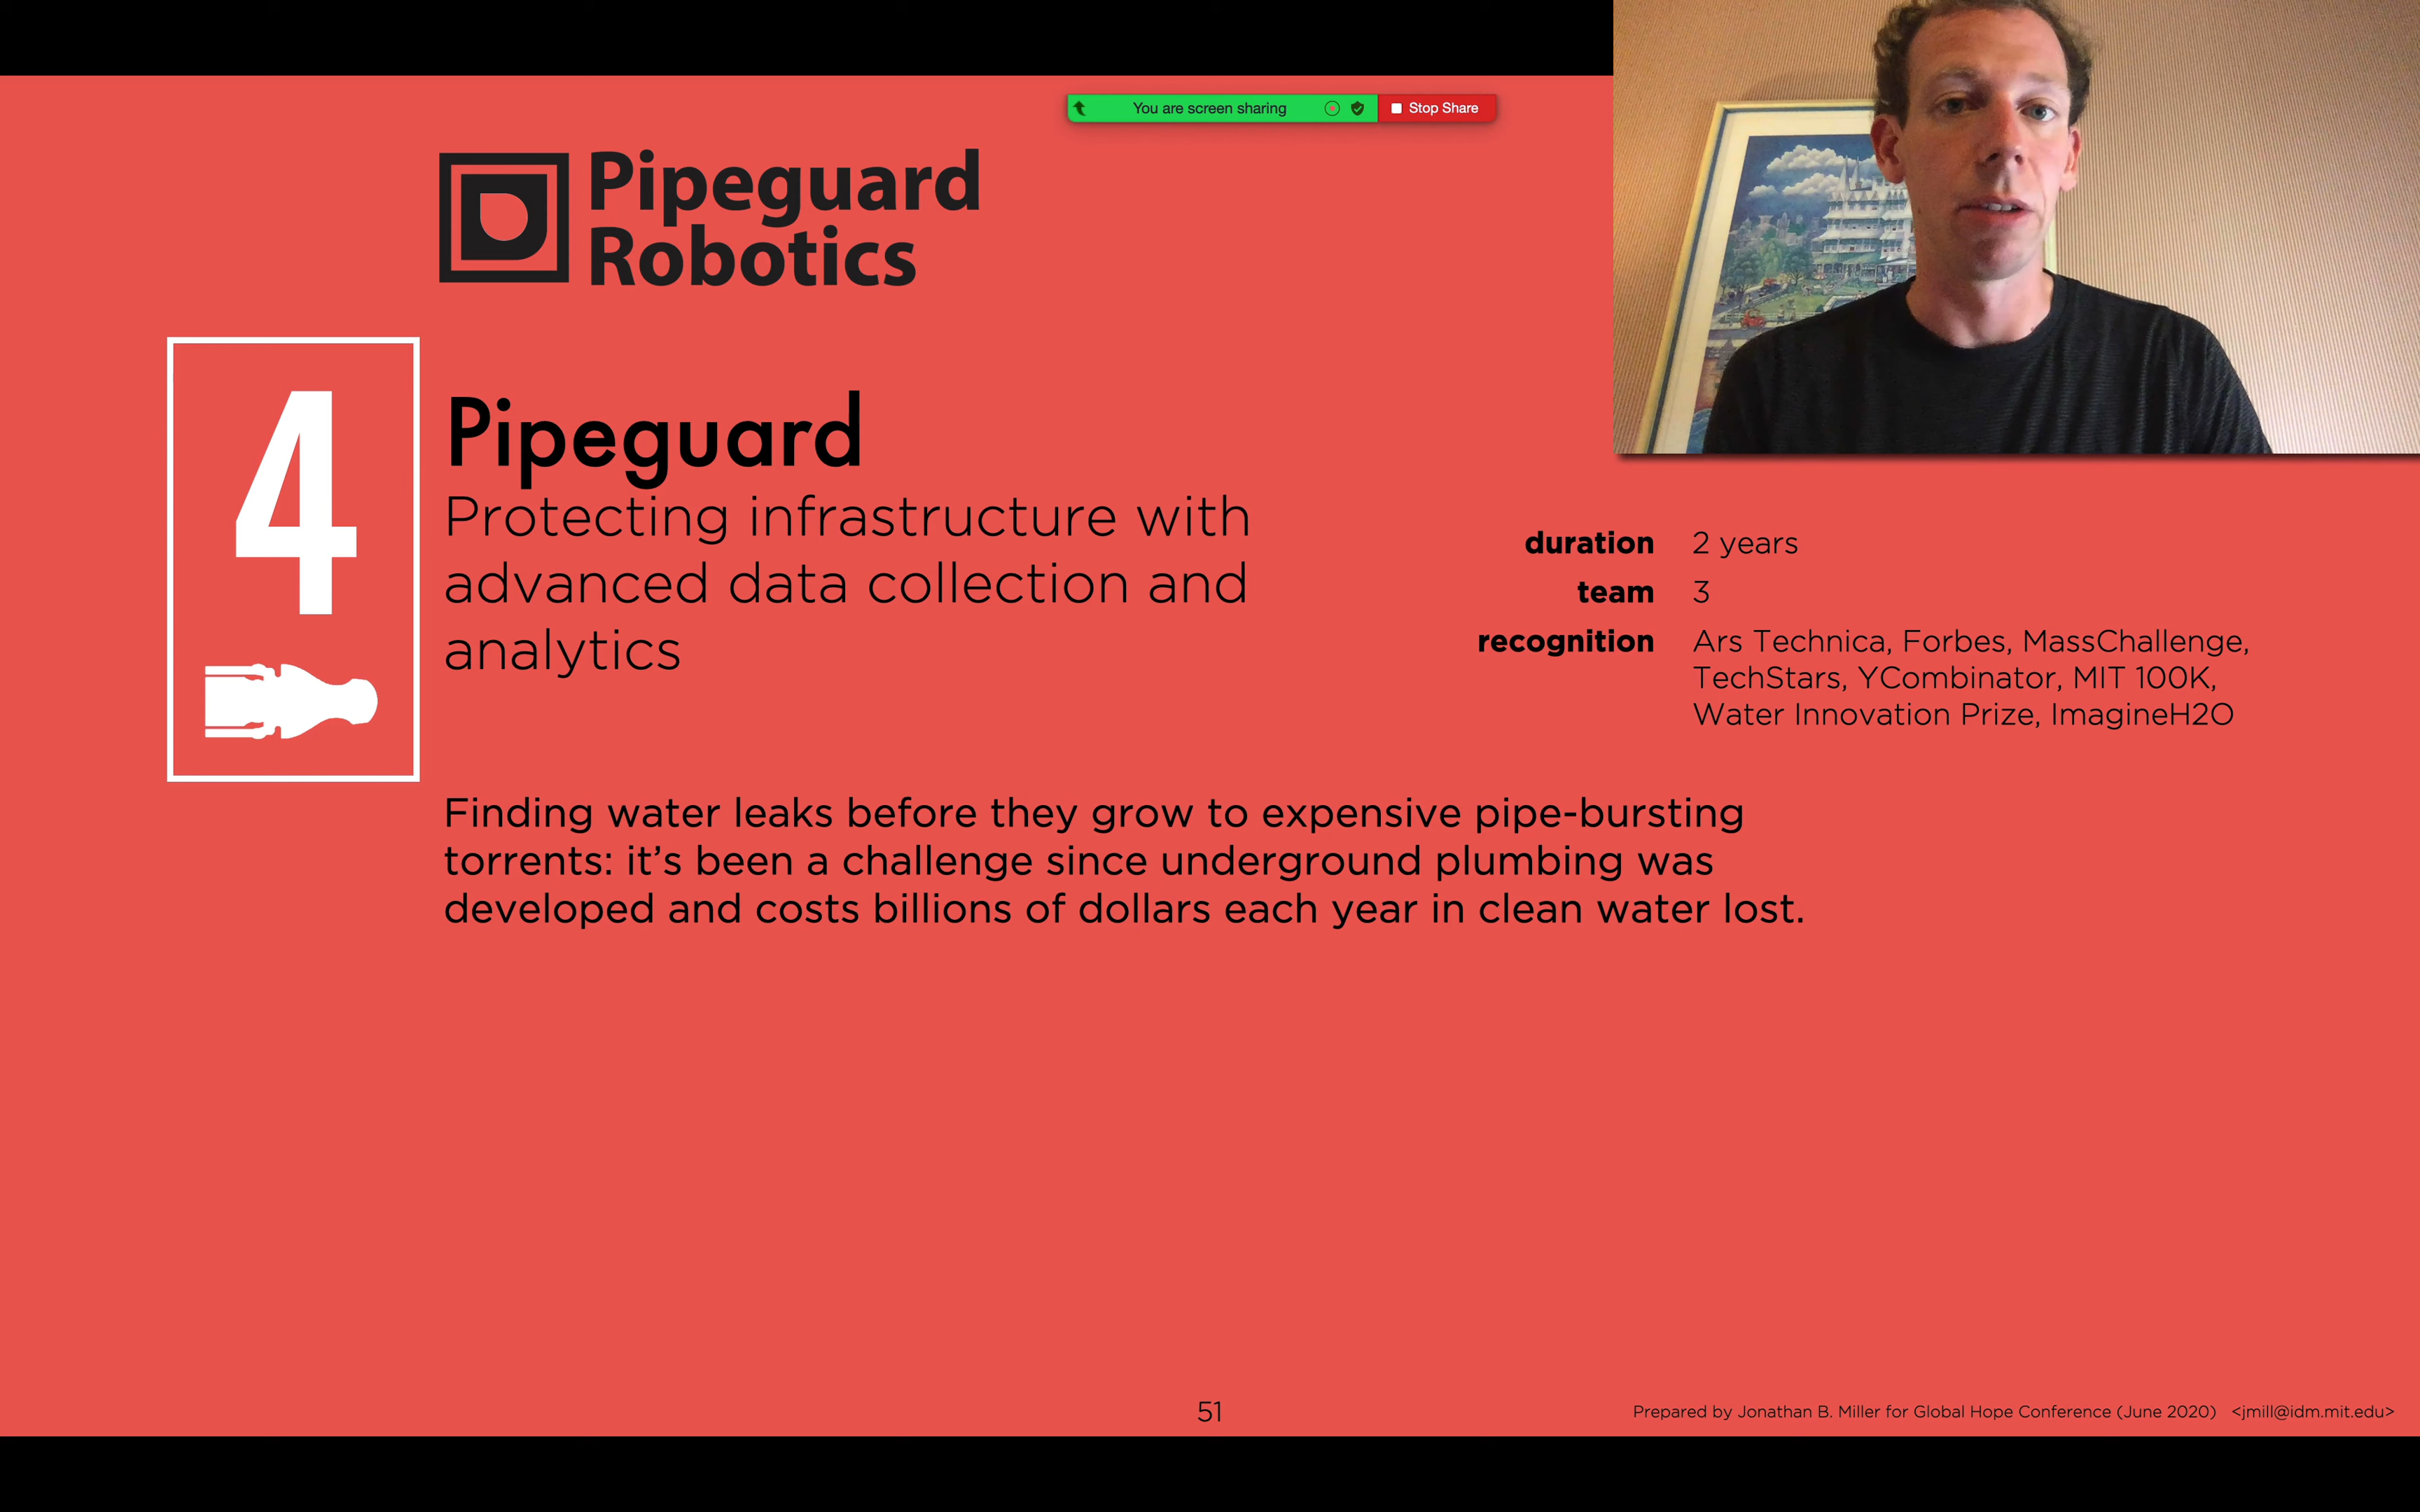 You are screen sharing
Stop Share
Pipeguard
Robotics
4
Pipeguard
Protecting infrastructure with
advanced data collection and
analytics
duration 2 years
team 3
recognition Ars Technica, Forbes, MassChallenge,
TechStars, YCombinator, MIT 100K,
Water Innovation Prize, ImagineH2O
Finding water leaks before they grow to expensive pipe-bursting
torrents: it’s been a challenge since underground plumbing was
developed and costs billions of dollars each year in clean water lost.
51
Prepared by Jonathan B. Miller for Global Hope Conference (June 2020) <jmill@idm.mit.edu>